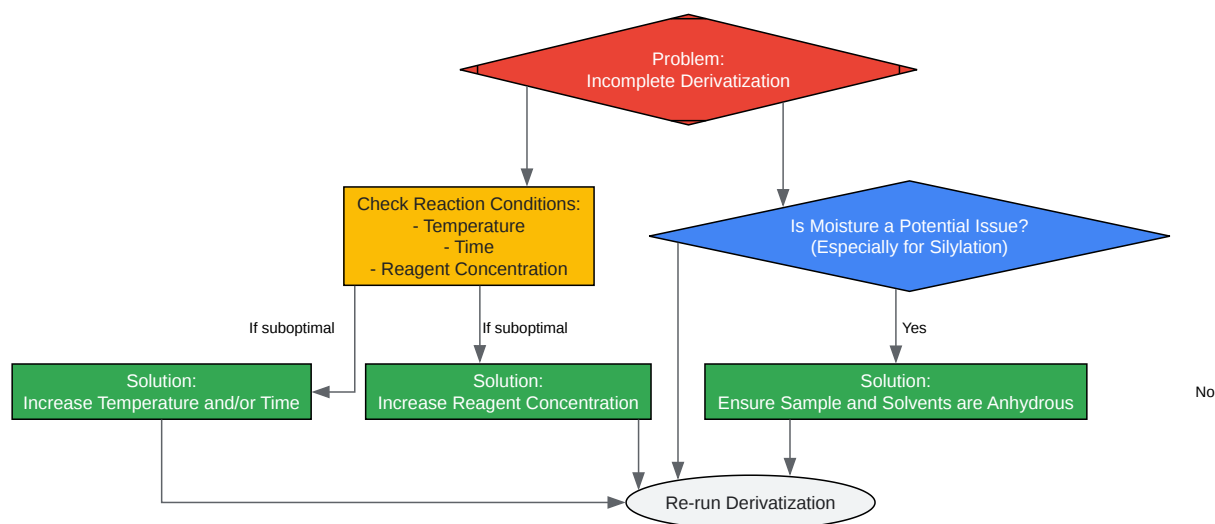 Problem:
Incomplete Derivatization
Check Reaction Conditions:
- Temperature
- Time
- Reagent Concentration
Is Moisture a Potential Issue?
(Especially for Silylation)
If suboptimal
If suboptimal
Yes
Solution:
Increase Temperature and/or Time
Solution:
Increase Reagent Concentration
Solution:
Ensure Sample and Solvents are Anhydrous
No
Re-run Derivatization